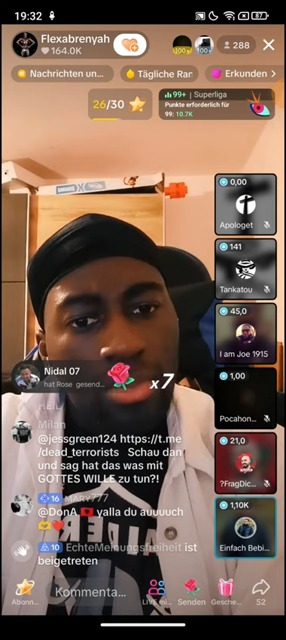 19:32
87
Flexabrenyah
164.0K
288
Nachrichten un...
Tägliche Ran
Erkunden
26/30
99+ | Superliga
Punkte erforderlich für
99: 10.7K
0,00
Apologet
141
Tankatou
45,0
I am Joe 1915
1,00
Pocahon...
21,0
?FragDic...
1,10K
Einfach Bebi...
Nidal 07
hat Rose gesend...
x7
Milan
@jessgreen124 https://t.me
/dead_terrorists Schau dan
und sag hat das was mit
GOTTES WILLE zu tun?!
16 MARY777
@DonA. yalla du auuuuch
10 EchteMeinungsfreiheit ist
beigetreten
Abonn...
Kommenta...
LIVE mi...
Senden
Gesche...
52